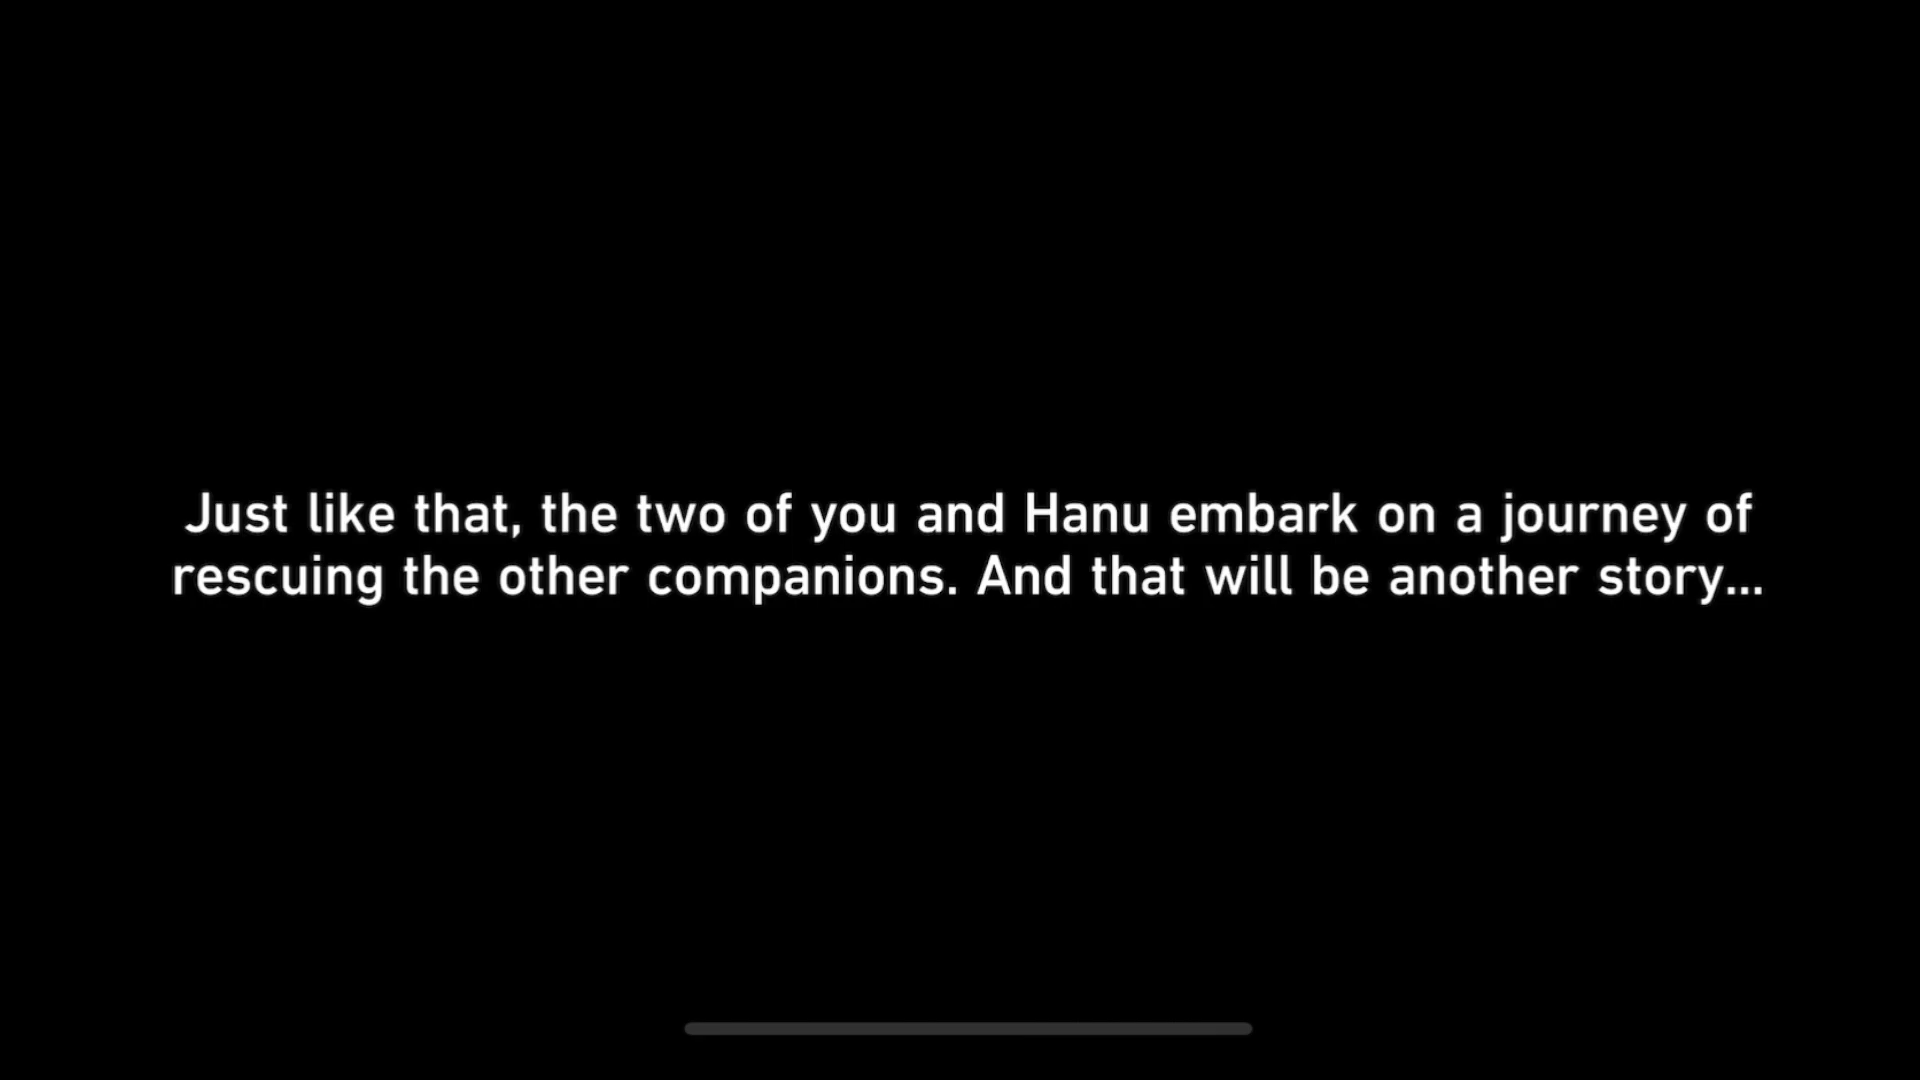 Just like that, the two of you and Hanu embark on a journey of
rescuing the other companions. And that will be another story...